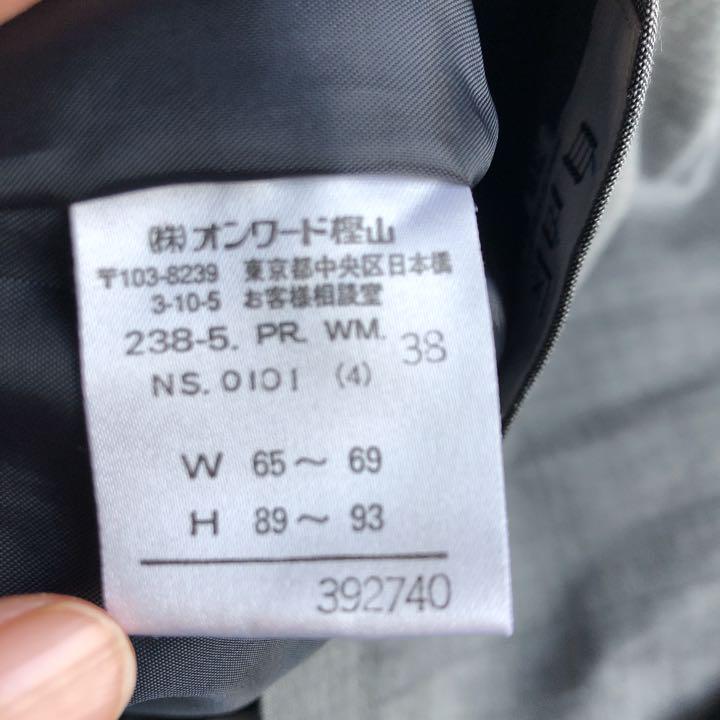 (株)オンワード樫山
〒103-8239 東京都中央区日本橋
3-10-5 お客様相談室
238-5. PR. WM. 38
NS. 0101 (4)
W 65～ 69
H 89～ 93
392740